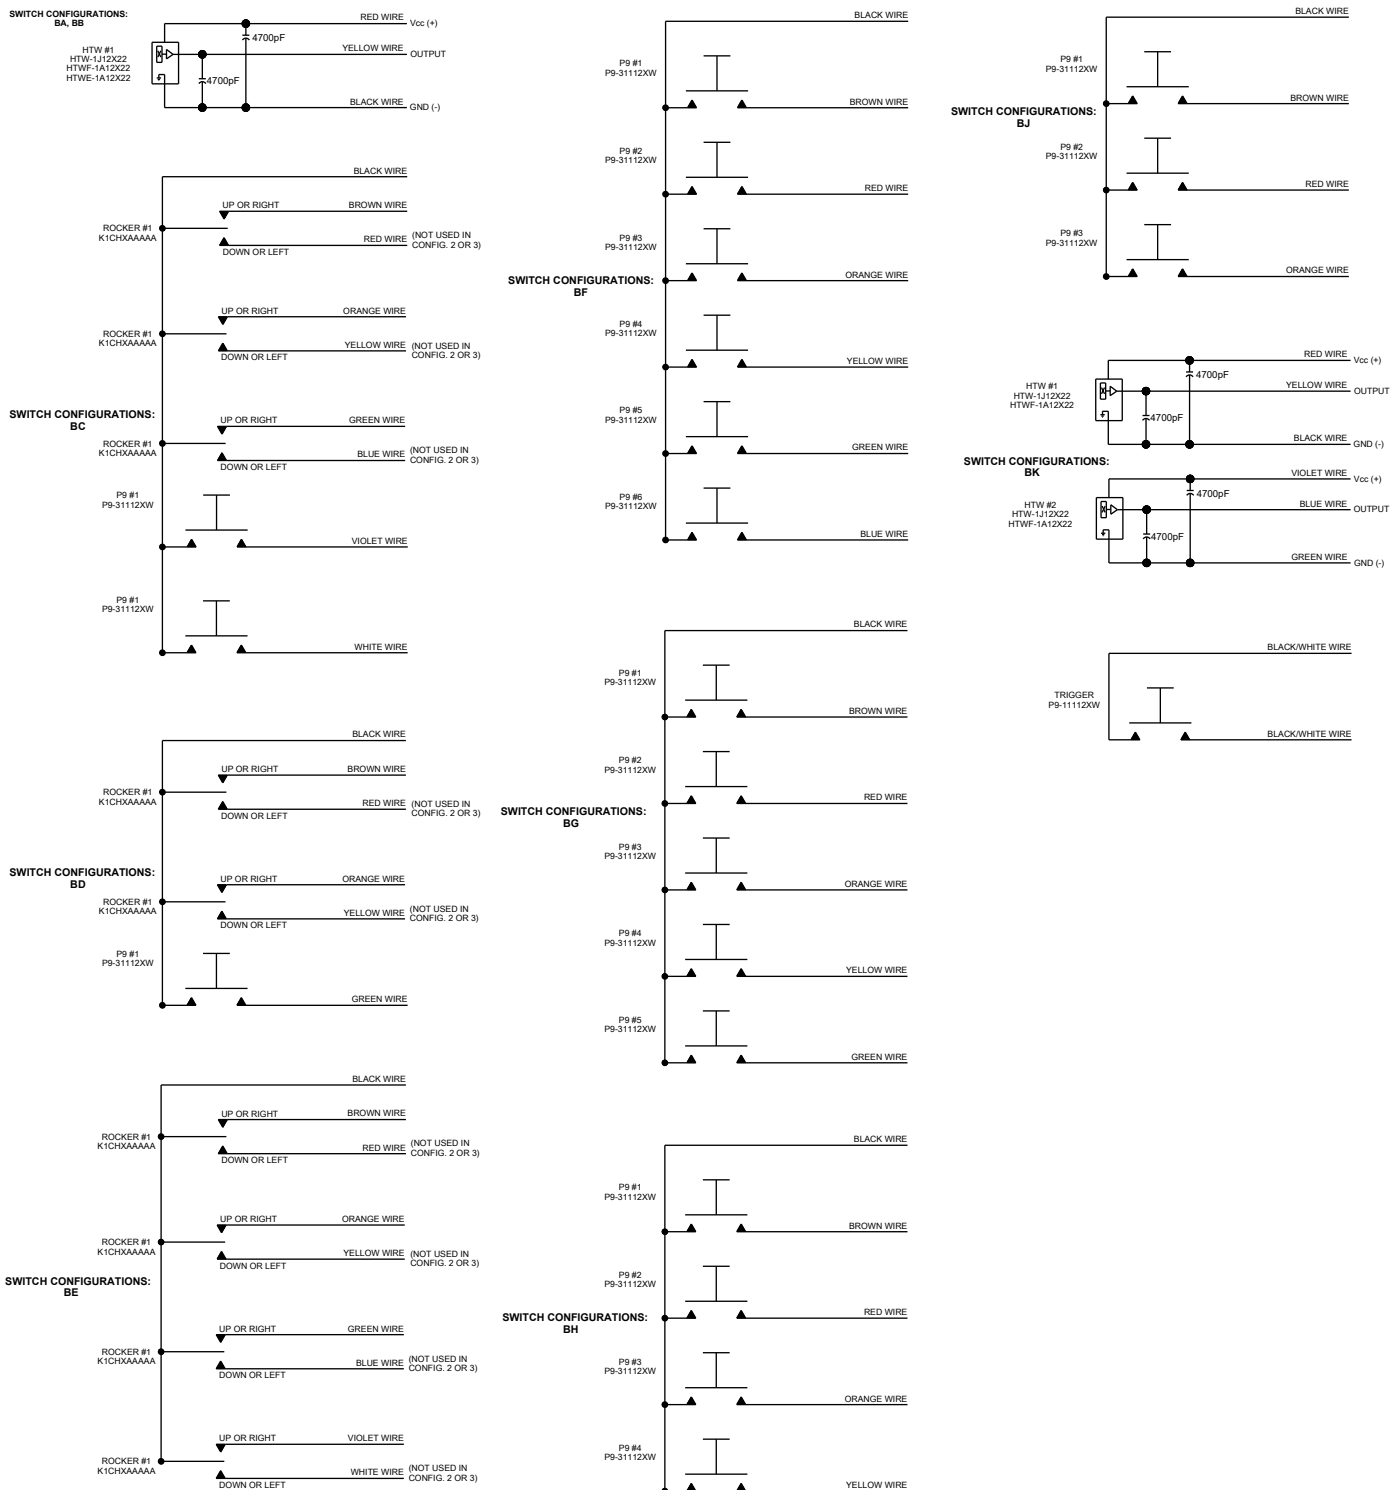 SWITCH CONFIGURATIONS:
BA, BB
RED WIRE
Vcc (+)
4700pF
HTW #1
HTW-1J12X22
HTWF-1A12X22
HTWE-1A12X22
YELLOW WIRE
OUTPUT
4700pF
BLACK WIRE
GND (-)
BLACK WIRE
UP OR RIGHT
BROWN WIRE
ROCKER #1
K1CHXAAAAA
RED WIRE
(NOT USED IN
CONFIG. 2 OR 3)
DOWN OR LEFT
UP OR RIGHT
ORANGE WIRE
ROCKER #1
K1CHXAAAAA
YELLOW WIRE
(NOT USED IN
CONFIG. 2 OR 3)
DOWN OR LEFT
SWITCH CONFIGURATIONS:
BC
UP OR RIGHT
GREEN WIRE
ROCKER #1
K1CHXAAAAA
BLUE WIRE
(NOT USED IN
CONFIG. 2 OR 3)
DOWN OR LEFT
P9 #1
P9-31112XW
VIOLET WIRE
P9 #1
P9-31112XW
WHITE WIRE
BLACK WIRE
UP OR RIGHT
BROWN WIRE
ROCKER #1
K1CHXAAAAA
RED WIRE
(NOT USED IN
CONFIG. 2 OR 3)
DOWN OR LEFT
SWITCH CONFIGURATIONS:
BD
UP OR RIGHT
ORANGE WIRE
ROCKER #1
K1CHXAAAAA
YELLOW WIRE
(NOT USED IN
CONFIG. 2 OR 3)
DOWN OR LEFT
P9 #1
P9-31112XW
GREEN WIRE
BLACK WIRE
UP OR RIGHT
BROWN WIRE
ROCKER #1
K1CHXAAAAA
RED WIRE
(NOT USED IN
CONFIG. 2 OR 3)
DOWN OR LEFT
UP OR RIGHT
ORANGE WIRE
ROCKER #1
K1CHXAAAAA
YELLOW WIRE
(NOT USED IN
CONFIG. 2 OR 3)
DOWN OR LEFT
SWITCH CONFIGURATIONS:
BE
UP OR RIGHT
GREEN WIRE
ROCKER #1
K1CHXAAAAA
BLUE WIRE
(NOT USED IN
CONFIG. 2 OR 3)
DOWN OR LEFT
UP OR RIGHT
VIOLET WIRE
ROCKER #1
K1CHXAAAAA
WHITE WIRE
(NOT USED IN
CONFIG. 2 OR 3)
DOWN OR LEFT
BLACK WIRE
P9 #1
P9-31112XW
BROWN WIRE
P9 #2
P9-31112XW
RED WIRE
P9 #3
P9-31112XW
ORANGE WIRE
SWITCH CONFIGURATIONS:
BF
P9 #4
P9-31112XW
YELLOW WIRE
P9 #5
P9-31112XW
GREEN WIRE
P9 #6
P9-31112XW
BLUE WIRE
BLACK WIRE
P9 #1
P9-31112XW
BROWN WIRE
P9 #2
P9-31112XW
RED WIRE
SWITCH CONFIGURATIONS:
BG
P9 #3
P9-31112XW
ORANGE WIRE
P9 #4
P9-31112XW
YELLOW WIRE
P9 #5
P9-31112XW
GREEN WIRE
BLACK WIRE
P9 #1
P9-31112XW
BROWN WIRE
P9 #2
P9-31112XW
RED WIRE
SWITCH CONFIGURATIONS:
BH
P9 #3
P9-31112XW
ORANGE WIRE
P9 #4
P9-31112XW
YELLOW WIRE
BLACK WIRE
P9 #1
P9-31112XW
BROWN WIRE
SWITCH CONFIGURATIONS:
BJ
P9 #2
P9-31112XW
RED WIRE
P9 #3
P9-31112XW
ORANGE WIRE
RED WIRE
Vcc (+)
4700pF
HTW #1
HTW-1J12X22
HTWF-1A12X22
YELLOW WIRE
OUTPUT
4700pF
BLACK WIRE
GND (-)
SWITCH CONFIGURATIONS:
BK
VIOLET WIRE
Vcc (+)
4700pF
HTW #2
HTW-1J12X22
HTWF-1A12X22
BLUE WIRE
OUTPUT
4700pF
GREEN WIRE
GND (-)
BLACK/WHITE WIRE
TRIGGER
P9-11112XW
BLACK/WHITE WIRE